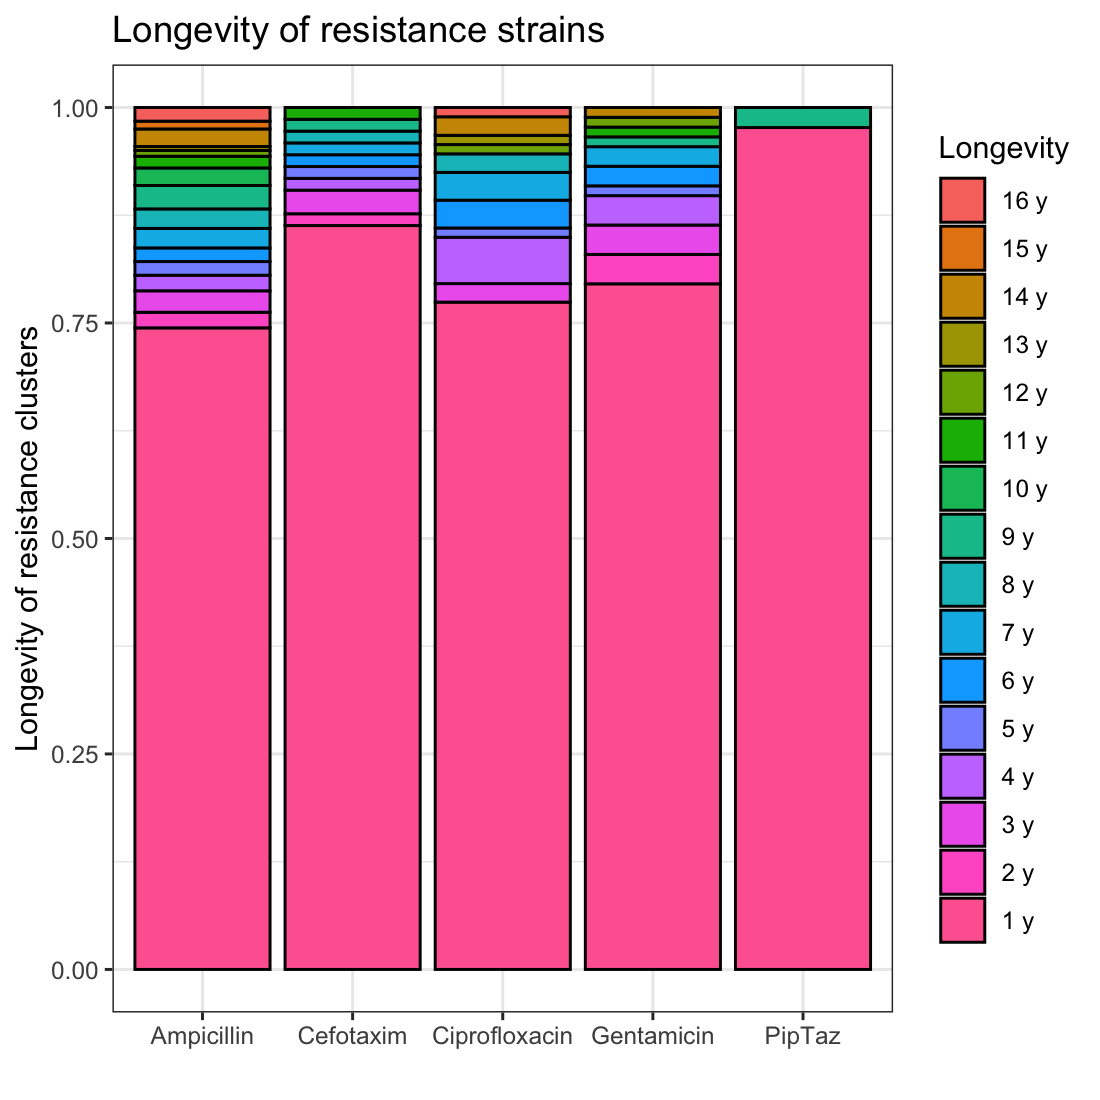 Longevity of resistance strains
Longevity of resistance clusters
1.00
0.75
0.50
0.25
0.00
Ampicillin
Cefotaxim
Ciprofloxacin
Gentamicin
PipTaz
Longevity
16 y
15 y
14 y
13 y
12 y
11 y
10 y
9 y
8 y
7 y
6 y
5 y
4 y
3 y
2 y
1 y